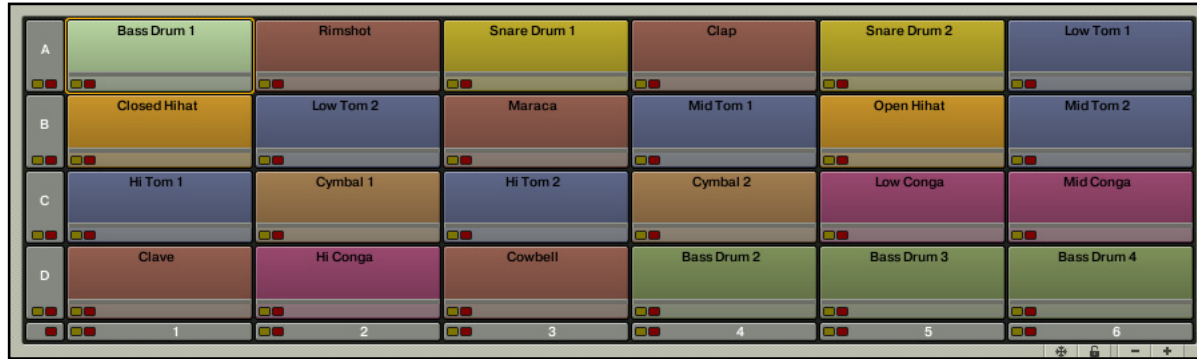 A Bass Drum 1 Rimshot Snare Drum 1 Clap Snare Drum 2 Low Tom 1
B Closed Hihat Low Tom 2 Maraca Mid Tom 1 Open Hihat Mid Tom 2
C Hi Tom 1 Cymbal 1 Hi Tom 2 Cymbal 2 Low Conga Mid Conga
D Clave Hi Conga Cowbell Bass Drum 2 Bass Drum 3 Bass Drum 4
1 2 3 4 5 6
- +